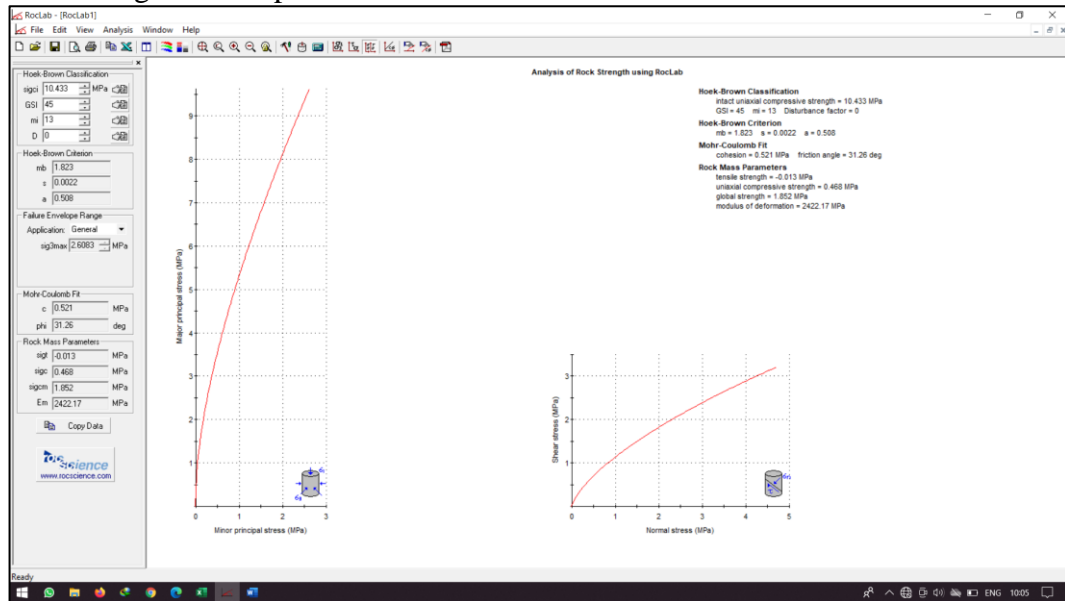 RocLab - [RocLab1]
File Edit View Analysis Window Help
Hoek-Brown Classification
sigci 10.433 MPa
GSI 45
mi 13
D 0
Hoek-Brown Criterion
mb 1.823
s 0.0022
a 0.508
Failure Envelope Range
Application: General
sig3max 2.6083 MPa
Mohr-Coulomb Fit
c 0.521 MPa
phi 31.26 deg
Rock Mass Parameters
sigt -0.013 MPa
sigc 0.468 MPa
sigcm 1.852 MPa
Em 2422.17 MPa
Copy Data
rocscience
www.rocscience.com
Analysis of Rock Strength using RocLab
Hoek-Brown Classification
intact uniaxial compressive strength = 10.433 MPa
GSI = 45 mi = 13 Disturbance factor = 0
Hoek-Brown Criterion
mb = 1.823 s = 0.0022 a = 0.508
Mohr-Coulomb Fit
cohesion = 0.521 MPa friction angle = 31.26 deg
Rock Mass Parameters
tensile strength = -0.013 MPa
uniaxial compressive strength = 0.468 MPa
global strength = 1.852 MPa
modulus of deformation = 2422.17 MPa
Major principal stress (MPa)
9
8
7
6
5
4
3
2
1
0 1 2 3
Minor principal stress (MPa)
Shear stress (MPa)
3
2
1
0 1 2 3 4 5
Normal stress (MPa)
Ready
ENG 10:05